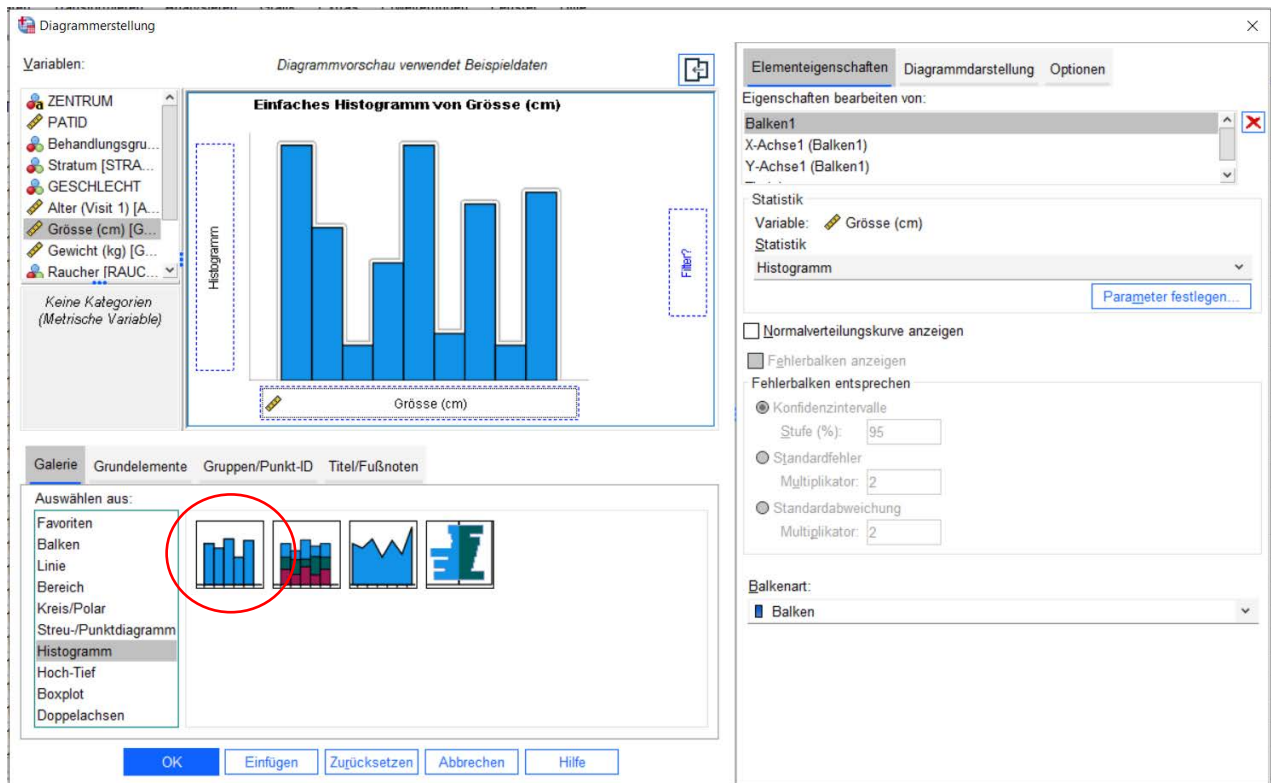 Diagrammerstellung
Variablen:
Diagrammvorschau verwendet Beispieldaten
ZENTRUM
PATID
Behandlungsgru...
Stratum [STRA...
GESCHLECHT
Alter (Visit 1) [A...
Grösse (cm) [G...
Gewicht (kg) [G...
Raucher [RAUC...
Keine Kategorien
(Metrische Variable)
Einfaches Histogramm von Grösse (cm)
Histogramm
Filter?
Grösse (cm)
Galerie Grundelemente Gruppen/Punkt-ID Titel/Fußnoten
Auswählen aus:
Favoriten
Balken
Linie
Bereich
Kreis/Polar
Streu-/Punktdiagramm
Histogramm
Hoch-Tief
Boxplot
Doppelachsen
OK Einfügen Zurücksetzen Abbrechen Hilfe
Elementeigenschaften Diagrammdarstellung Optionen
Eigenschaften bearbeiten von:
Balken1
X-Achse1 (Balken1)
Y-Achse1 (Balken1)
Statistik
Variable: Grösse (cm)
Statistik
Histogramm
Parameter festlegen...
Normalverteilungskurve anzeigen
Fehlerbalken anzeigen
Fehlerbalken entsprechen
Konfidenzintervalle
Stufe (%): 95
Standardfehler
Multiplikator: 2
Standardabweichung
Multiplikator: 2
Balkenart:
Balken